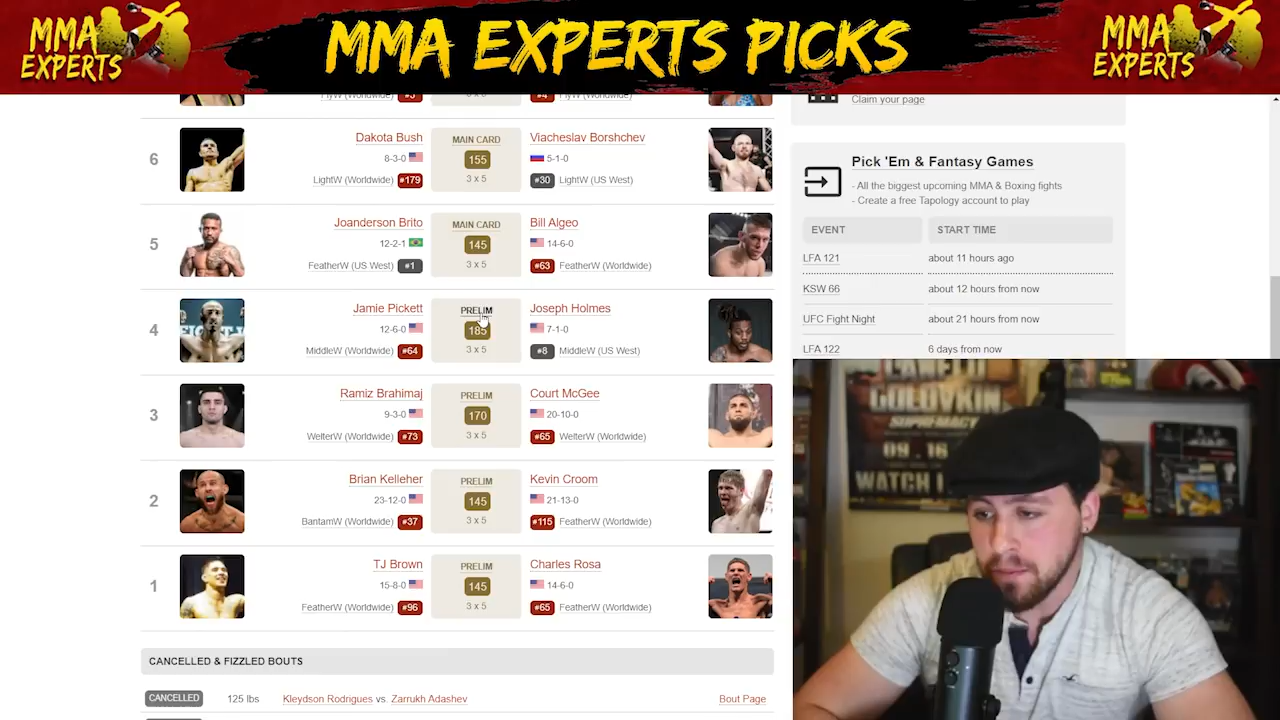 MMA EXPERTS
MMA EXPERTS PICKS
MMA EXPERTS
FlyW (Worldwide)
FlyW (Worldwide)
Claim your page
6
Dakota Bush
8-3-0
LightW (Worldwide) #179
MAIN CARD
155
3 x 5
Viacheslav Borshchev
5-1-0
#30 LightW (US West)
5
Joanderson Brito
12-2-1
FeatherW (US West) #1
MAIN CARD
145
3 x 5
Bill Algeo
14-6-0
#63 FeatherW (Worldwide)
4
Jamie Pickett
12-6-0
MiddleW (Worldwide) #64
PRELIM
185
3 x 5
Joseph Holmes
7-1-0
#8 MiddleW (US West)
3
Ramiz Brahimaj
9-3-0
WelterW (Worldwide) #73
PRELIM
170
3 x 5
Court McGee
20-10-0
#65 WelterW (Worldwide)
2
Brian Kelleher
23-12-0
BantamW (Worldwide) #37
PRELIM
145
3 x 5
Kevin Croom
21-13-0
#115 FeatherW (Worldwide)
1
TJ Brown
15-8-0
FeatherW (Worldwide) #96
PRELIM
145
3 x 5
Charles Rosa
14-6-0
#65 FeatherW (Worldwide)
CANCELLED & FIZZLED BOUTS
CANCELLED 125 lbs Kleydson Rodrigues vs. Zarrukh Adashev Bout Page
Pick 'Em & Fantasy Games
- All the biggest upcoming MMA & Boxing fights
- Create a free Tapology account to play
EVENT START TIME
LFA 121 about 11 hours ago
KSW 66 about 12 hours from now
UFC Fight Night about 21 hours from now
LFA 122 6 days from now
CANELO
GOLOVKIN
SUPREMACY
09.16
WATCH